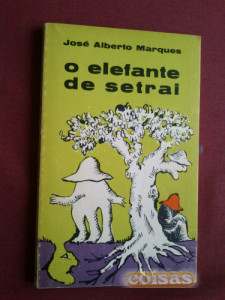 José Alberto Marques
o elefante
de setrai
coisas